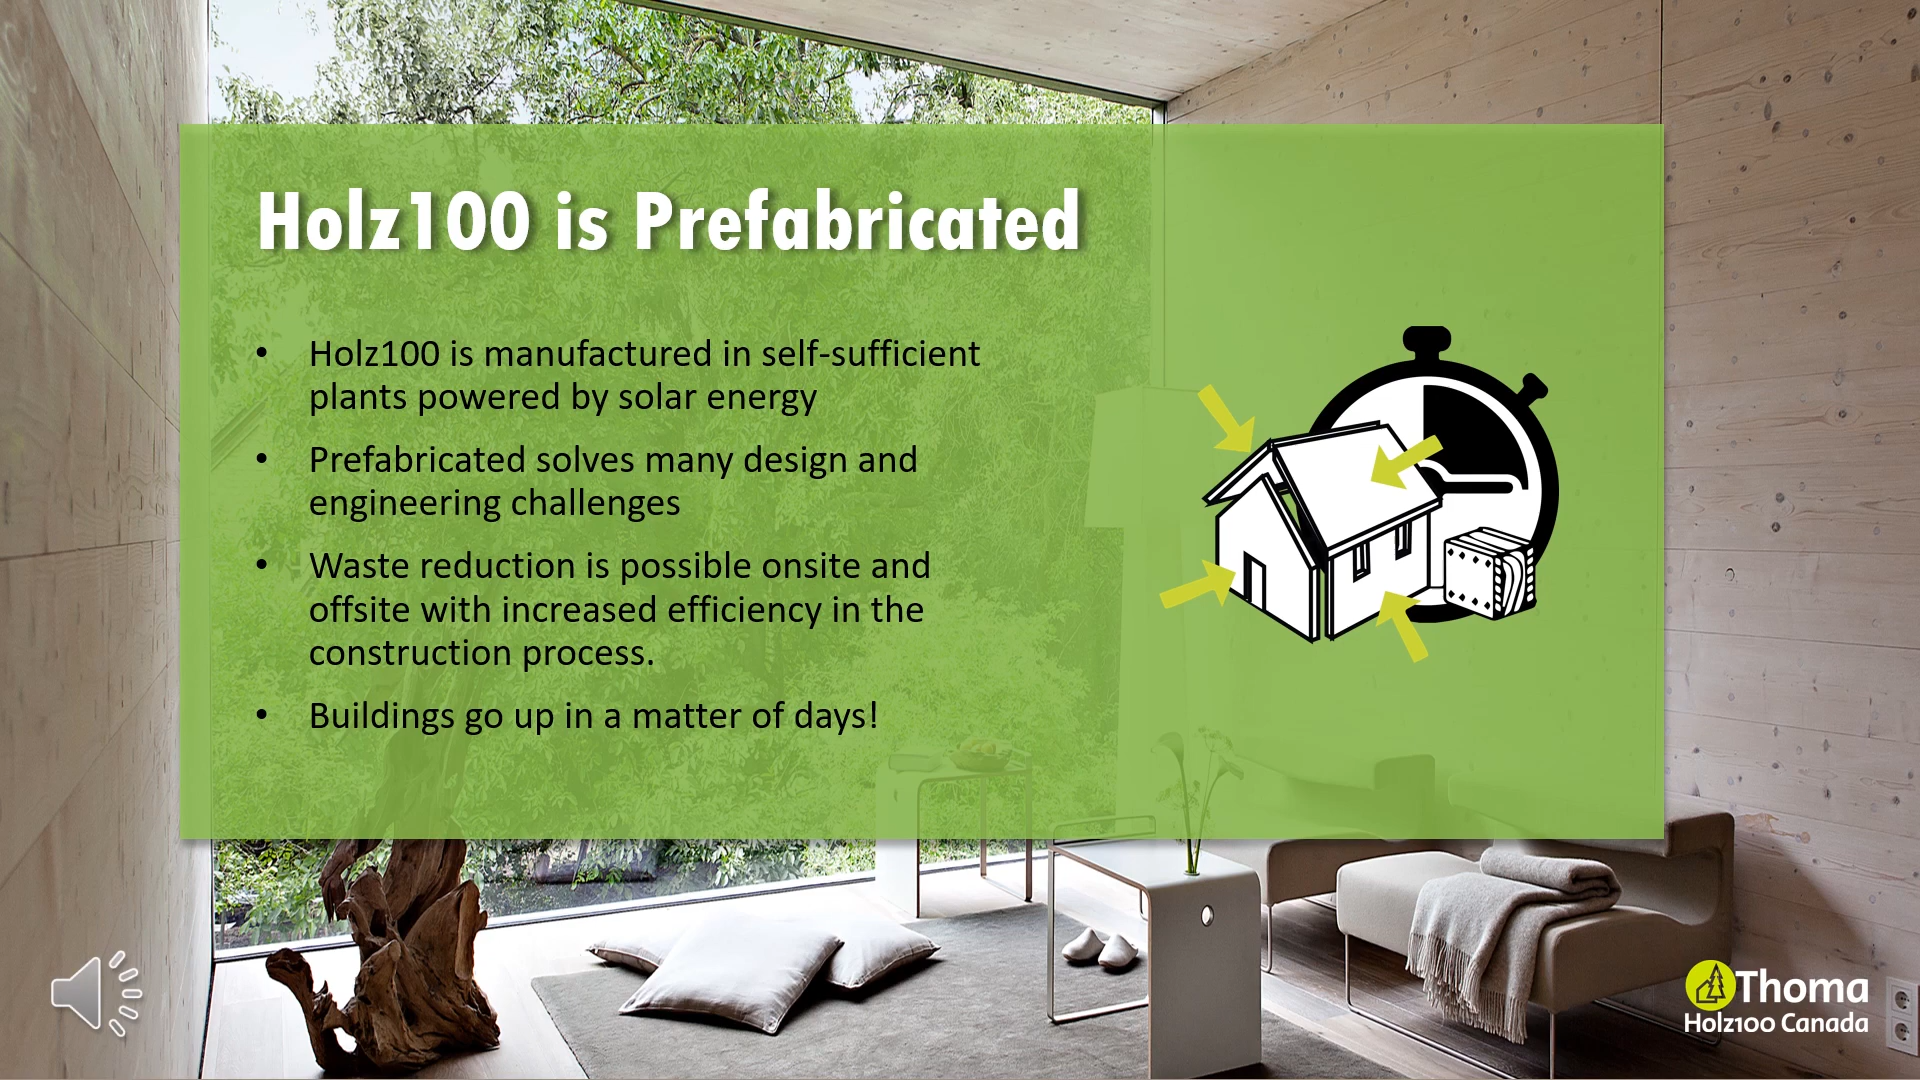 Holz100 is Prefabricated
• Holz100 is manufactured in self-sufficient
plants powered by solar energy
• Prefabricated solves many design and
engineering challenges
• Waste reduction is possible onsite and
offsite with increased efficiency in the
construction process.
• Buildings go up in a matter of days!
Thoma
Holz100 Canada